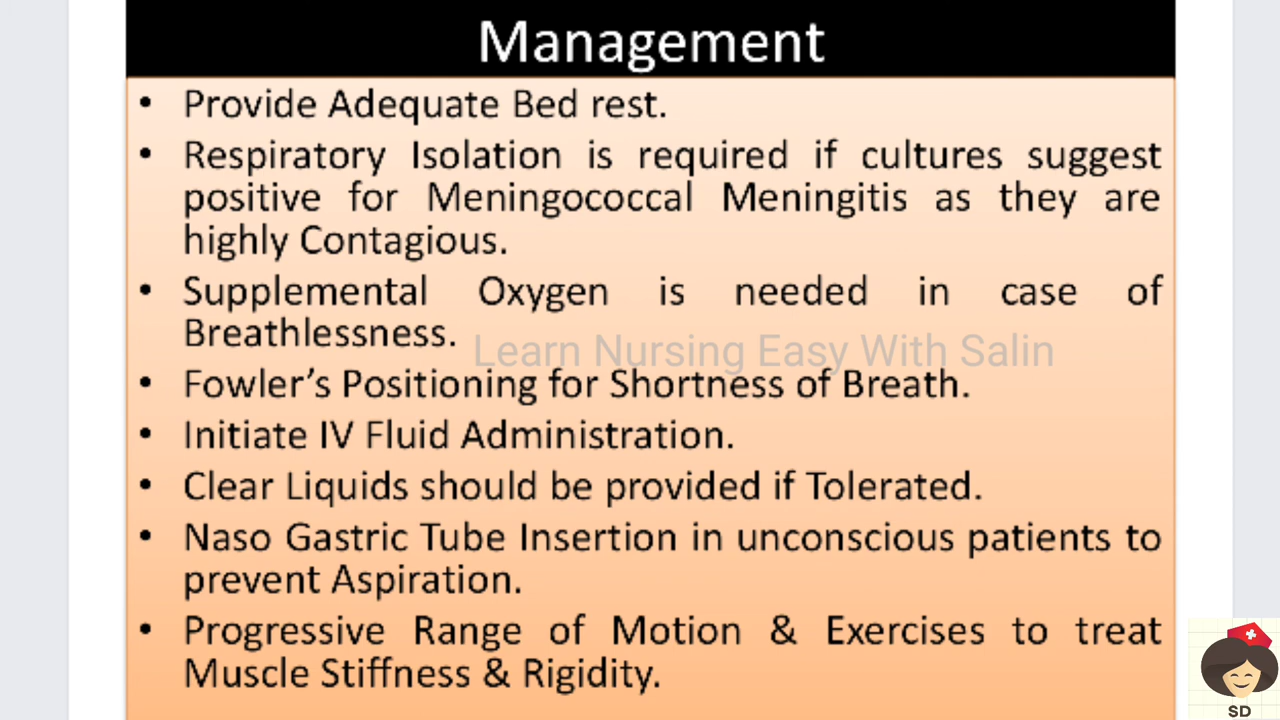 Management
• Provide Adequate Bed rest.
• Respiratory Isolation is required if cultures suggest
positive for Meningococcal Meningitis as they are
highly Contagious.
• Supplemental Oxygen is needed in case of
Breathlessness.
Learn Nursing Easy With Salin
• Fowler’s Positioning for Shortness of Breath.
• Initiate IV Fluid Administration.
• Clear Liquids should be provided if Tolerated.
• Naso Gastric Tube Insertion in unconscious patients to
prevent Aspiration.
• Progressive Range of Motion & Exercises to treat
Muscle Stiffness & Rigidity.
SD